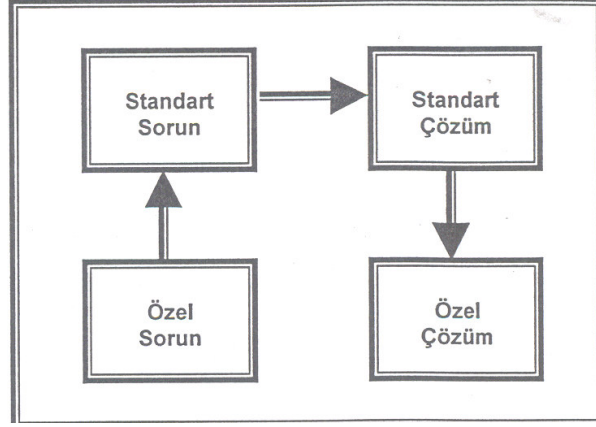 Standart
Sorun
Standart
Çözüm
Özel
Sorun
Özel
Çözüm